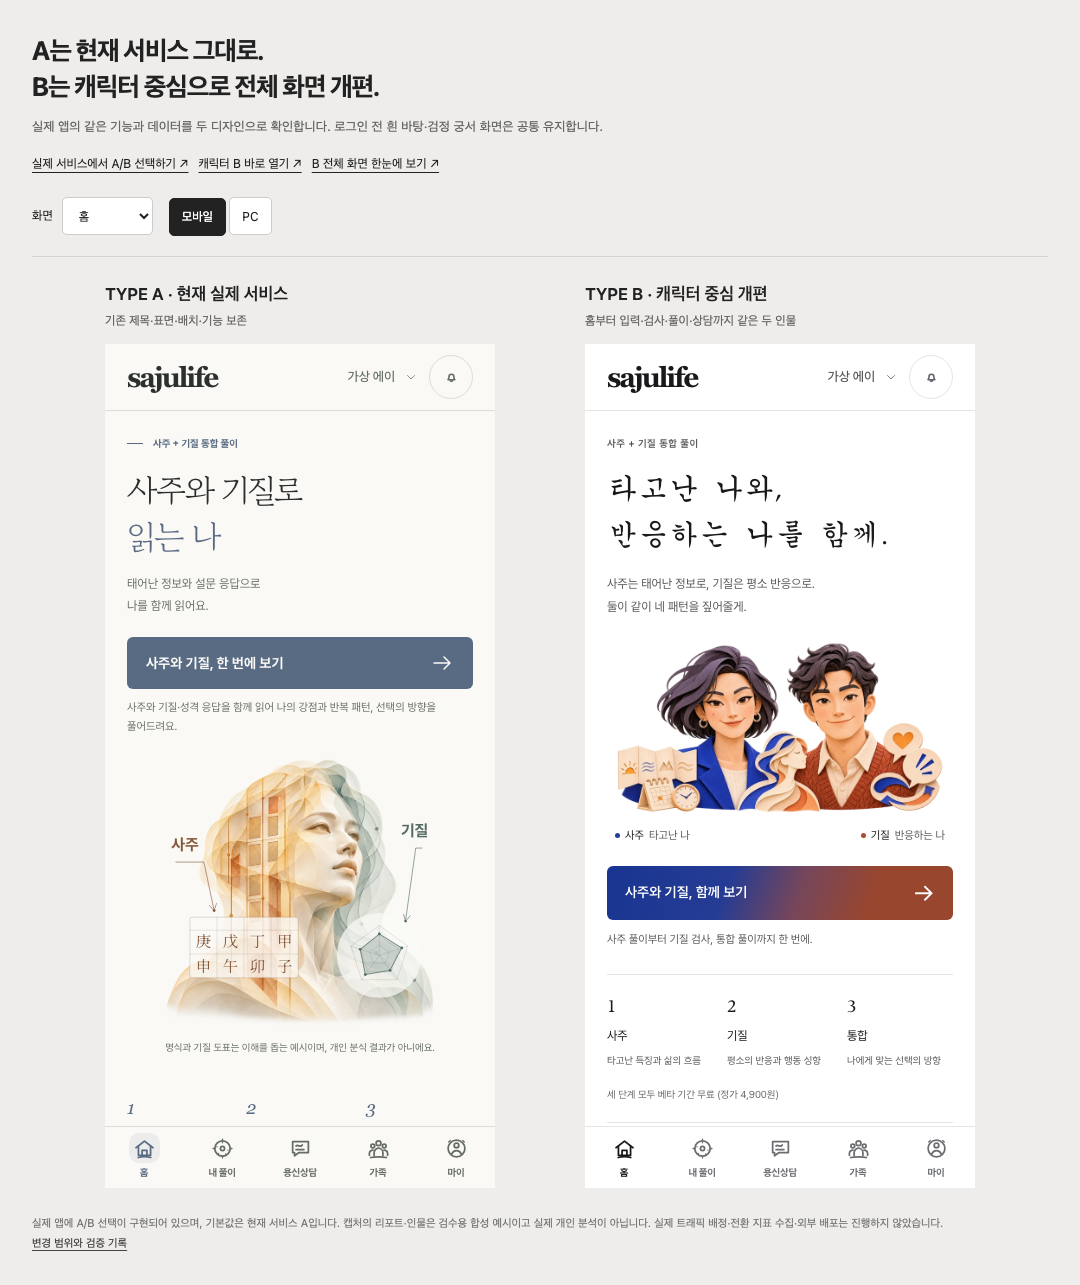 A는 현재 서비스 그대로.
B는 캐릭터 중심으로 전체 화면 개편.
실제 앱의 같은 기능과 데이터를 두 디자인으로 확인합니다. 로그인 전 흰 바탕·검정 궁서 화면은 공통 유지합니다.
실제 서비스에서 A/B 선택하기 ↗ 캐릭터 B 바로 열기 ↗ B 전체 화면 한눈에 보기 ↗
화면 홈 모바일 PC
TYPE A · 현재 실제 서비스
기존 제목·표면·배치·기능 보존
sajulife 가상 에이
사주 + 기질 통합 풀이
사주와 기질로
읽는 나
태어난 정보와 설문 응답으로
나를 함께 읽어요.
사주와 기질, 한 번에 보기 →
사주와 기질·성격 응답을 함께 읽어 나의 강점과 반복 패턴, 선택의 방향을
풀어드려요.
사주
기질
庚 戊 丁 甲
申 午 卯 子
명식과 기질 도표는 이해를 돕는 예시이며, 개인 분석 결과가 아니에요.
1 2 3
홈 내 풀이 용신상담 가족 마이
TYPE B · 캐릭터 중심 개편
홈부터 입력·검사·풀이·상담까지 같은 두 인물
sajulife 가상 에이
사주 + 기질 통합 풀이
타고난 나와,
반응하는 나를 함께.
사주는 태어난 정보로, 기질은 평소 반응으로.
둘이 같이 네 패턴을 짚어줄게.
사주 타고난 나
기질 반응하는 나
사주와 기질, 함께 보기 →
사주 풀이부터 기질 검사, 통합 풀이까지 한 번에.
1 2 3
사주 기질 통합
타고난 특징과 삶의 흐름 평소의 반응과 행동 성향 나에게 맞는 선택의 방향
세 단계 모두 베타 기간 무료 (정가 4,900원)
홈 내 풀이 용신상담 가족 마이
실제 앱에 A/B 선택이 구현되어 있으며, 기본값은 현재 서비스 A입니다. 캡처의 리포트·인물은 검수용 합성 예시이고 실제 개인 분석이 아닙니다. 실제 트래픽 배정·전환 지표 수집·외부 배포는 진행하지 않았습니다.
변경 범위와 검증 기록